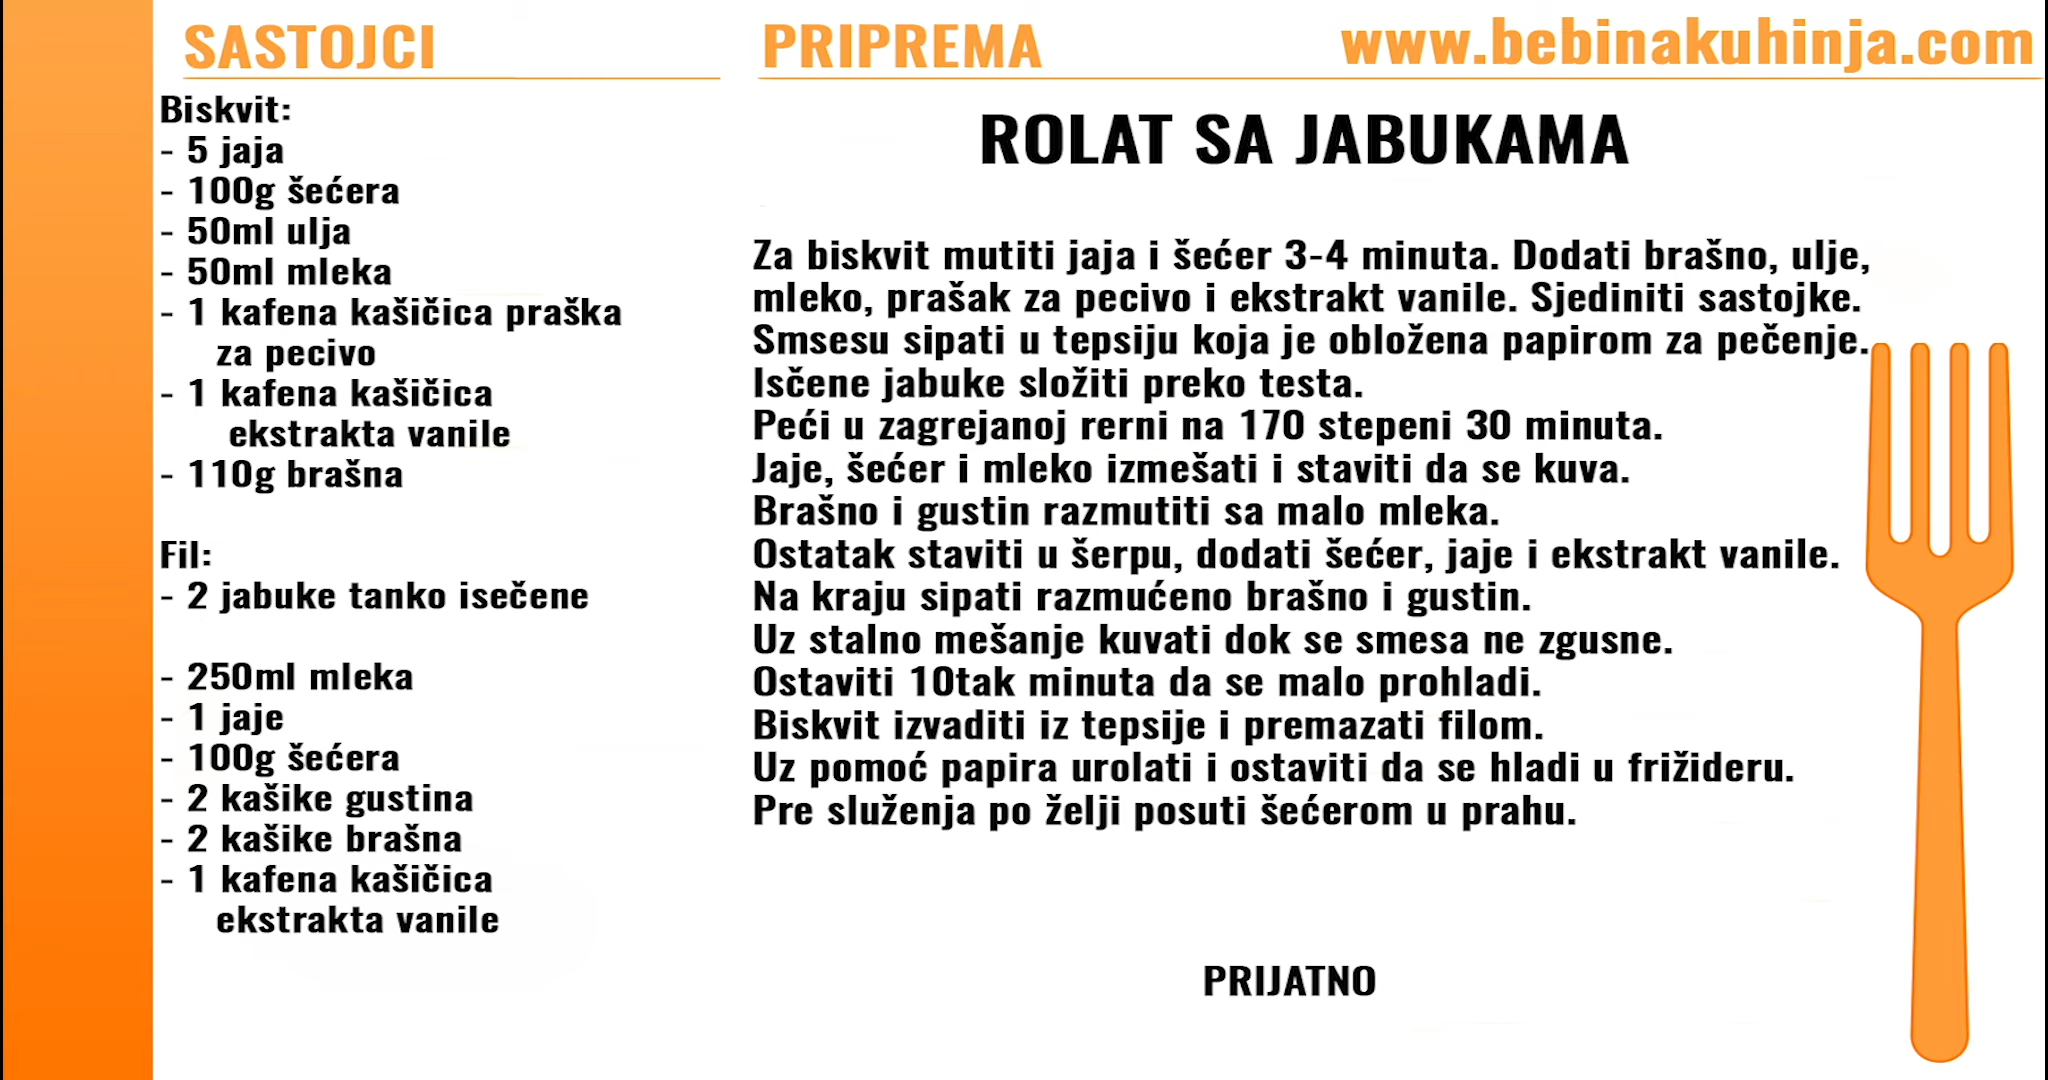 SASTOJCI
Biskvit:
- 5 jaja
- 100g šećera
- 50ml ulja
- 50ml mleka
- 1 kafena kašičica praška
za pecivo
- 1 kafena kašičica
ekstrakta vanile
- 110g brašna
Fil:
- 2 jabuke tanko isečene
- 250ml mleka
- 1 jaje
- 100g šećera
- 2 kašike gustina
- 2 kašike brašna
- 1 kafena kašičica
ekstrakta vanile
PRIPREMA
www.bebinakuhinja.com
ROLAT SA JABUKAMA
Za biskvit mutiti jaja i šećer 3-4 minuta. Dodati brašno, ulje,
mleko, prašak za pecivo i ekstrakt vanile. Sjediniti sastojke.
Smsesu sipati u tepsiju koja je obložena papirom za pečenje.
Isčene jabuke složiti preko testa.
Peći u zagrejanoj rerni na 170 stepeni 30 minuta.
Jaje, šećer i mleko izmešati i staviti da se kuva.
Brašno i gustin razmutiti sa malo mleka.
Ostatak staviti u šerpu, dodati šećer, jaje i ekstrakt vanile.
Na kraju sipati razmućeno brašno i gustin.
Uz stalno mešanje kuvati dok se smesa ne zgusne.
Ostaviti 10tak minuta da se malo prohladi.
Biskvit izvaditi iz tepsije i premazati filom.
Uz pomoć papira urolati i ostaviti da se hladi u frižideru.
Pre služenja po želji posuti šećerom u prahu.
PRIJATNO